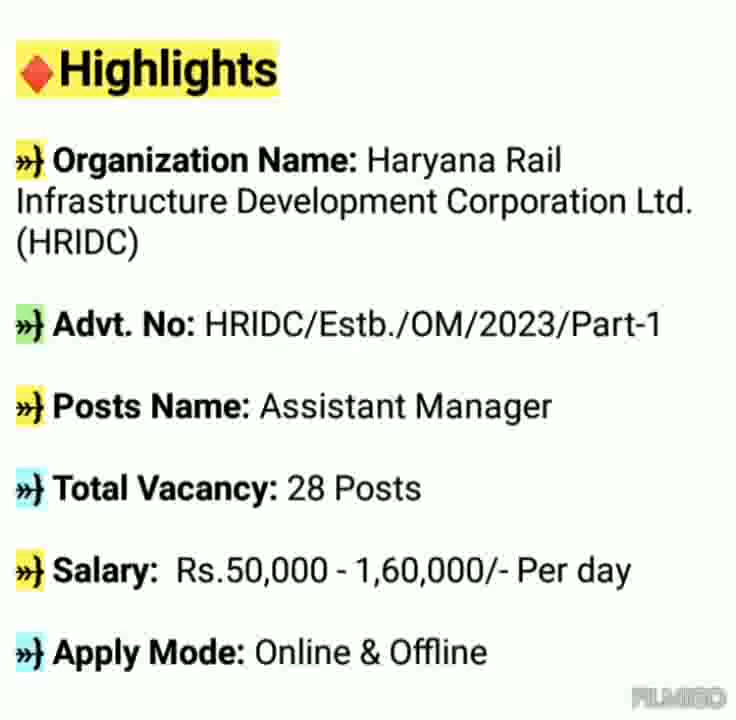 ♦Highlights
»} Organization Name: Haryana Rail
Infrastructure Development Corporation Ltd.
(HRIDC)
»} Advt. No: HRIDC/Estb./OM/2023/Part-1
»} Posts Name: Assistant Manager
»} Total Vacancy: 28 Posts
»} Salary: Rs.50,000 - 1,60,000/- Per day
»} Apply Mode: Online & Offline
FILMIGO